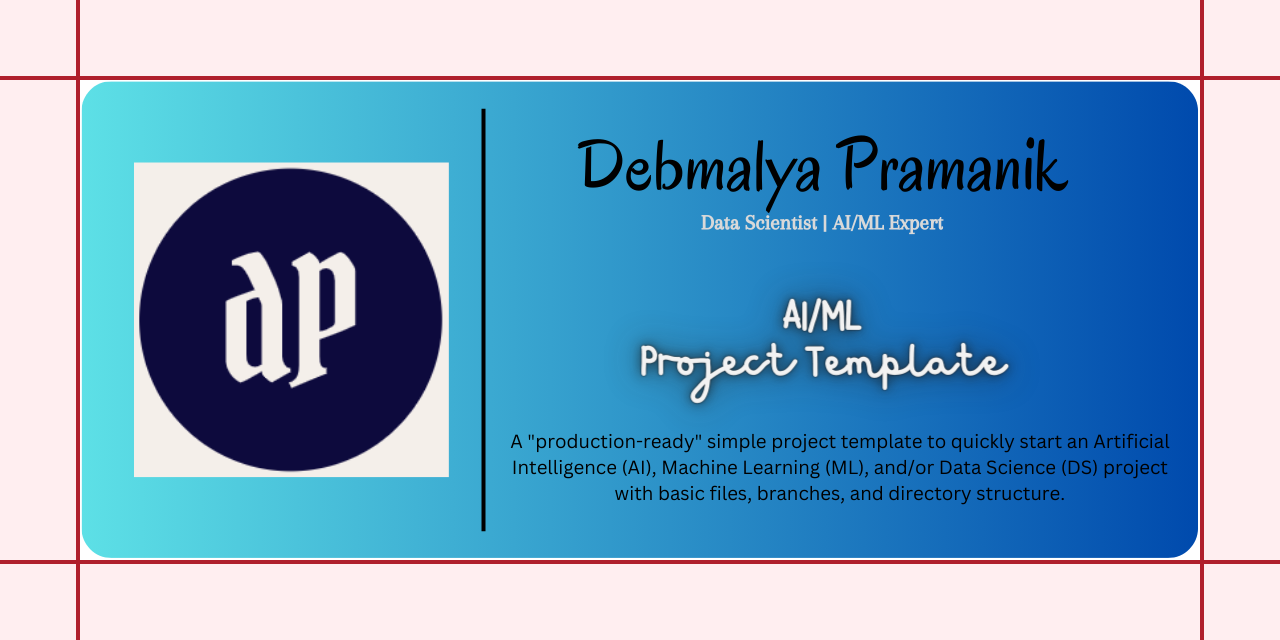 dp
Debmalya Pramanik
Data Scientist | AI/ML Expert
AI/ML
Project Template
A "production-ready" simple project template to quickly start an Artificial
Intelligence (AI), Machine Learning (ML), and/or Data Science (DS) project
with basic files, branches, and directory structure.